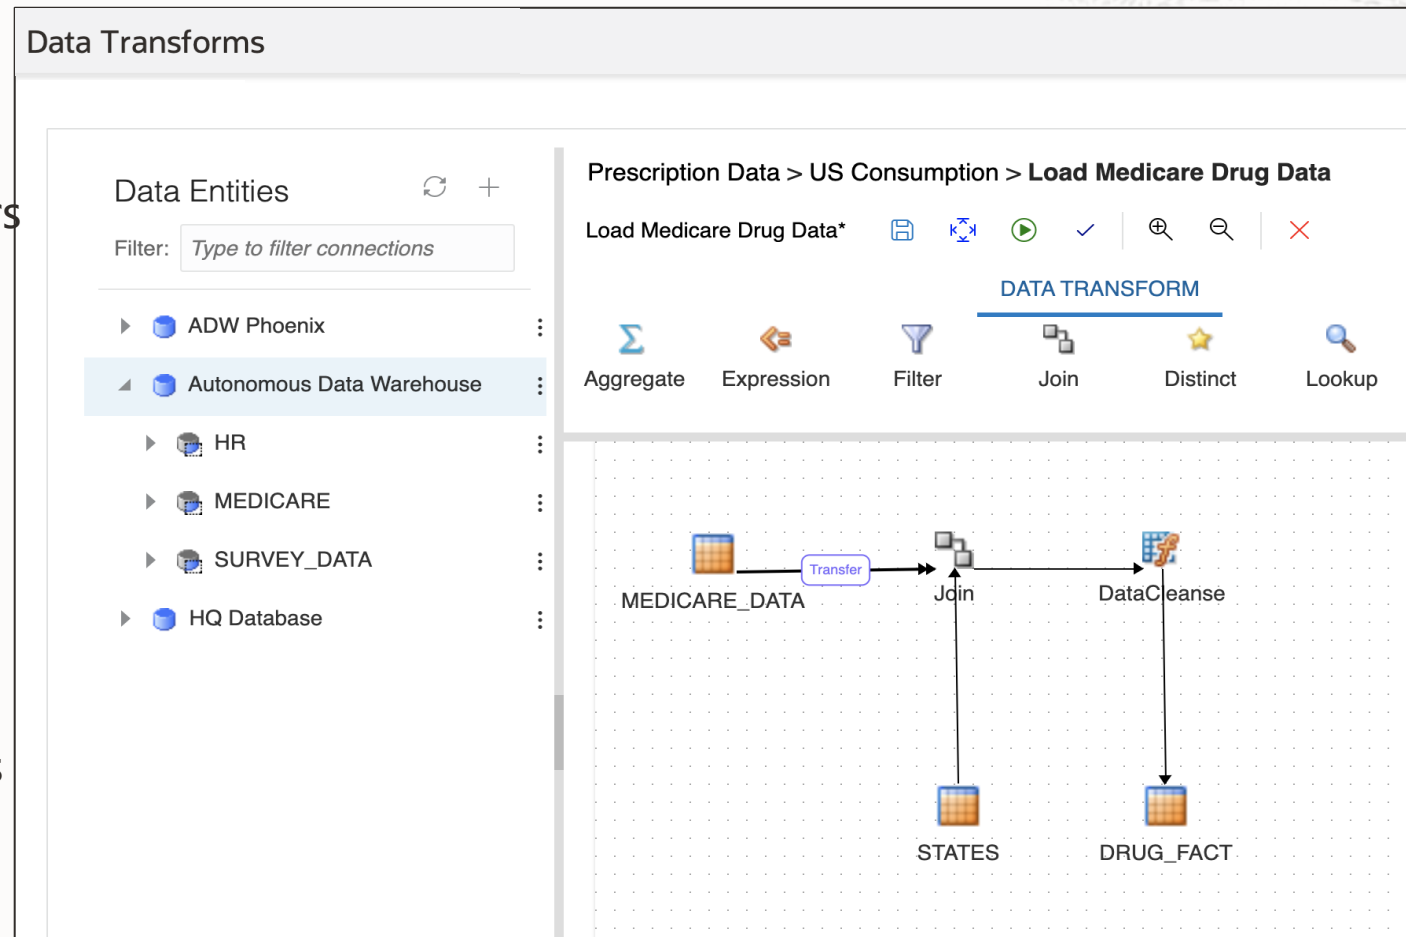 Data Transforms
rs
s
Data Entities
Filter: Type to filter connections
ADW Phoenix
Autonomous Data Warehouse
HR
MEDICARE
SURVEY_DATA
HQ Database
Prescription Data > US Consumption > Load Medicare Drug Data
Load Medicare Drug Data*
DATA TRANSFORM
Aggregate Expression Filter Join Distinct Lookup
MEDICARE_DATA
Transfer
Join
DataCleanse
STATES
DRUG_FACT